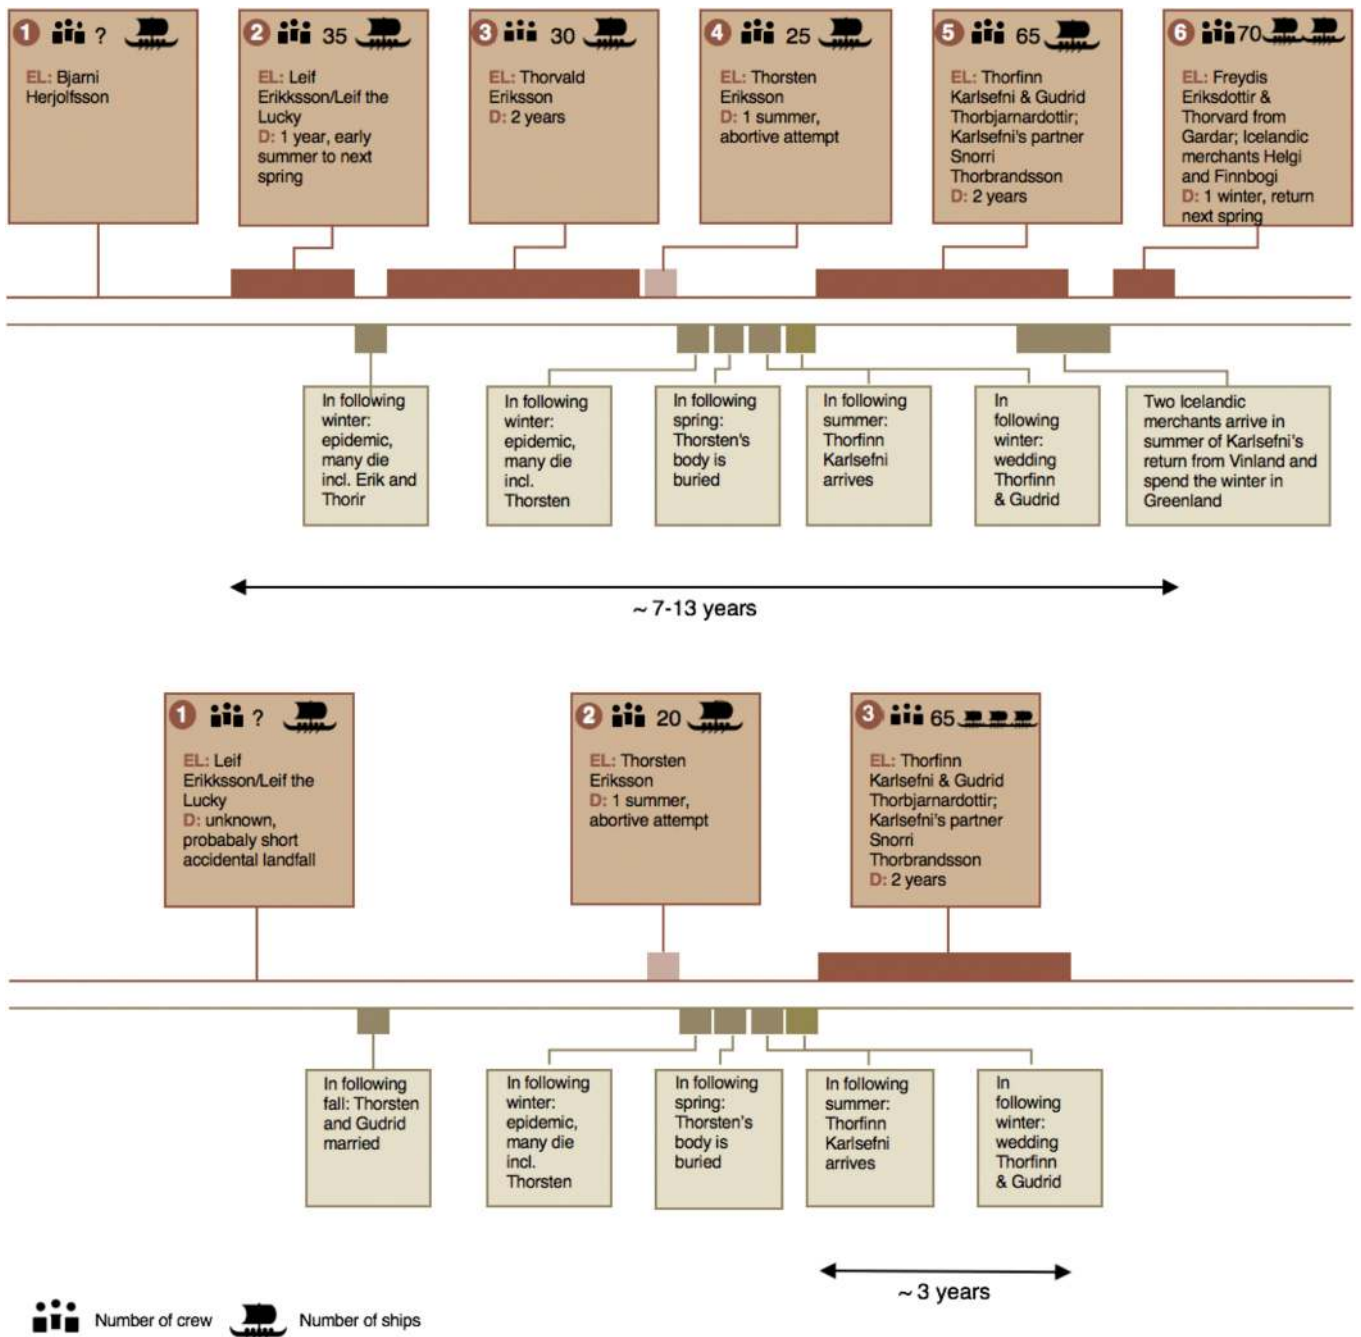 1 ?
EL: Bjarni
Herjolfsson
2 35
EL: Leif
Erikksson/Leif the
Lucky
D: 1 year, early
summer to next
spring
3 30
EL: Thorvald
Eriksson
D: 2 years
4 25
EL: Thorsten
Eriksson
D: 1 summer,
abortive attempt
5 65
EL: Thorfinn
Karlsefni & Gudrid
Thorbjarnardottir;
Karlsefni's partner
Snorri
Thorbrandsson
D: 2 years
6 70
EL: Freydis
Eriksdottir &
Thorvard from
Gardar; Icelandic
merchants Helgi
and Finnbogi
D: 1 winter, return
next spring
In following
winter:
epidemic,
many die
incl. Erik and
Thorir
In following
winter:
epidemic,
many die
incl.
Thorsten
In following
spring:
Thorsten's
body is
buried
In following
summer:
Thorfinn
Karlsefni
arrives
In
following
winter:
wedding
Thorfinn
& Gudrid
Two Icelandic
merchants arrive in
summer of Karlsefni's
return from Vinland and
spend the winter in
Greenland
~ 7-13 years
1 ?
EL: Leif
Erikksson/Leif the
Lucky
D: unknown,
probabaly short
accidental landfall
2 20
EL: Thorsten
Eriksson
D: 1 summer,
abortive attempt
3 65
EL: Thorfinn
Karlsefni & Gudrid
Thorbjarnardottir;
Karlsefni's partner
Snorri
Thorbrandsson
D: 2 years
In following
fall: Thorsten
and Gudrid
married
In following
winter:
epidemic,
many die
incl.
Thorsten
In following
spring:
Thorsten's
body is
buried
In following
summer:
Thorfinn
Karlsefni
arrives
In
following
winter:
wedding
Thorfinn
& Gudrid
~ 3 years
Number of crew Number of ships